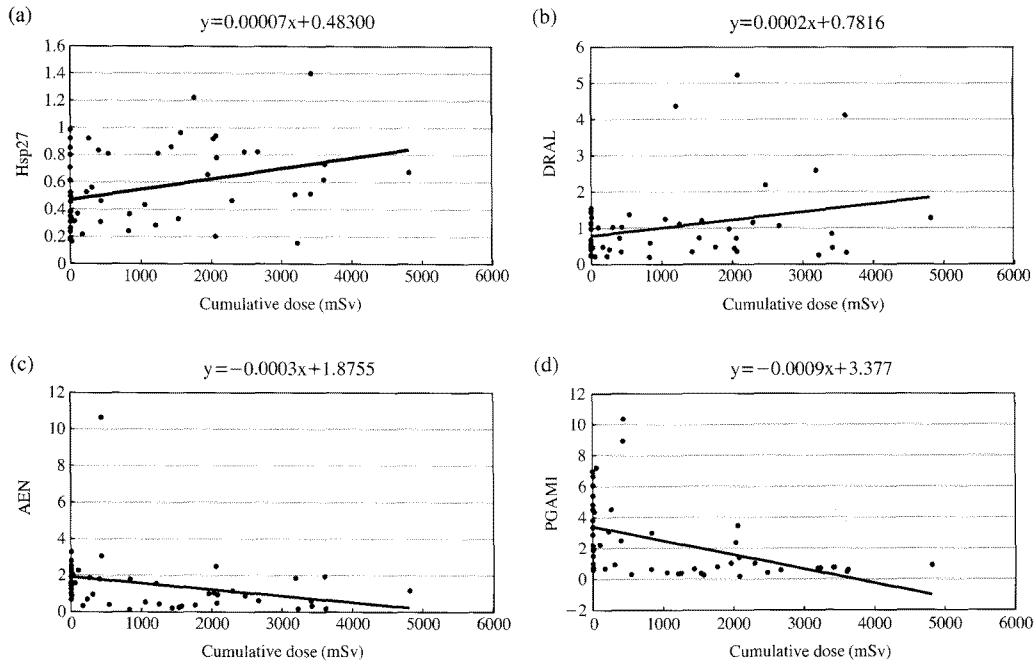 (a)
y=0.00007x+0.48300
1.6
1.4
1.2
1
0.8
0.6
0.4
0.2
0
Hsp27
0 1000 2000 3000 4000 5000 6000
Cumulative dose (mSv)
(b)
y=0.0002x+0.7816
6
5
4
3
2
1
0
DRAL
0 1000 2000 3000 4000 5000 6000
Cumulative dose (mSv)
(c)
y=−0.0003x+1.8755
12
10
8
6
4
2
0
AEN
0 1000 2000 3000 4000 5000 6000
Cumulative dose (mSv)
(d)
y=−0.0009x+3.377
12
10
8
6
4
2
0
−2
PGAMI
0 1000 2000 3000 4000 5000 6000
Cumulative dose (mSv)